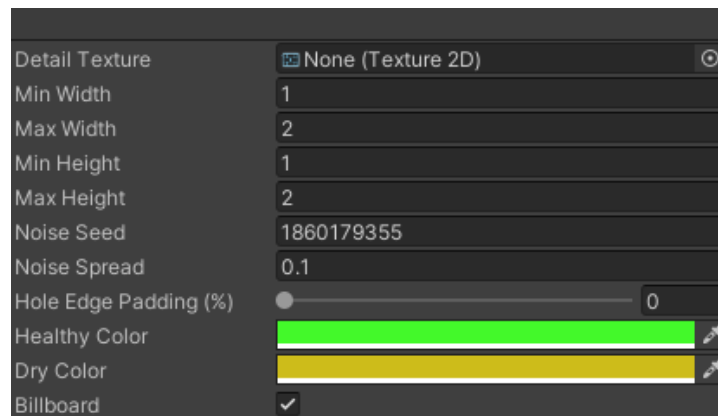 Detail Texture None (Texture 2D)
Min Width 1
Max Width 2
Min Height 1
Max Height 2
Noise Seed 1860179355
Noise Spread 0.1
Hole Edge Padding (%) 0
Healthy Color
Dry Color
Billboard